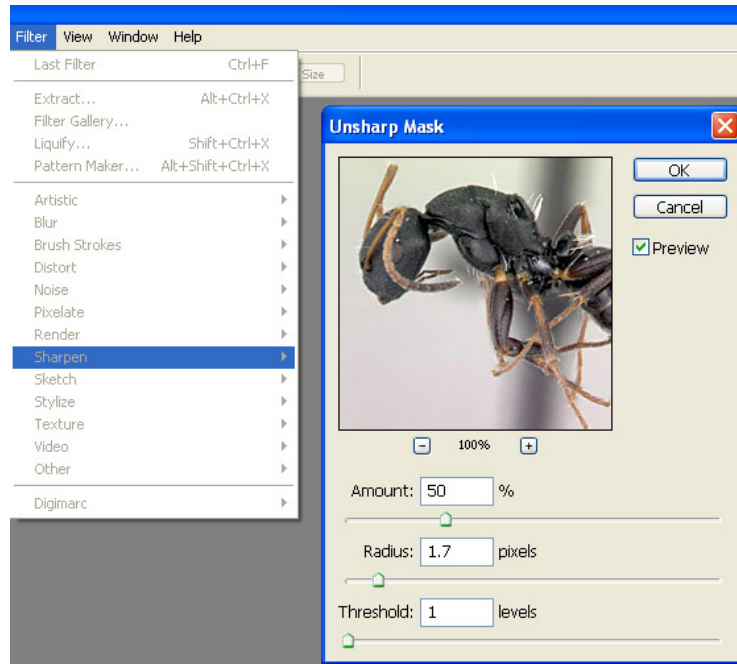 Filter View Window Help
Last Filter Ctrl+F
Size
Extract... Alt+Ctrl+X
Filter Gallery...
Liquify... Shift+Ctrl+X
Pattern Maker... Alt+Shift+Ctrl+X
Artistic
Blur
Brush Strokes
Distort
Noise
Pixelate
Render
Sharpen
Sketch
Stylize
Texture
Video
Other
Digimarc
Unsharp Mask
OK
Cancel
Preview
100%
Amount: 50 %
Radius: 1.7 pixels
Threshold: 1 levels